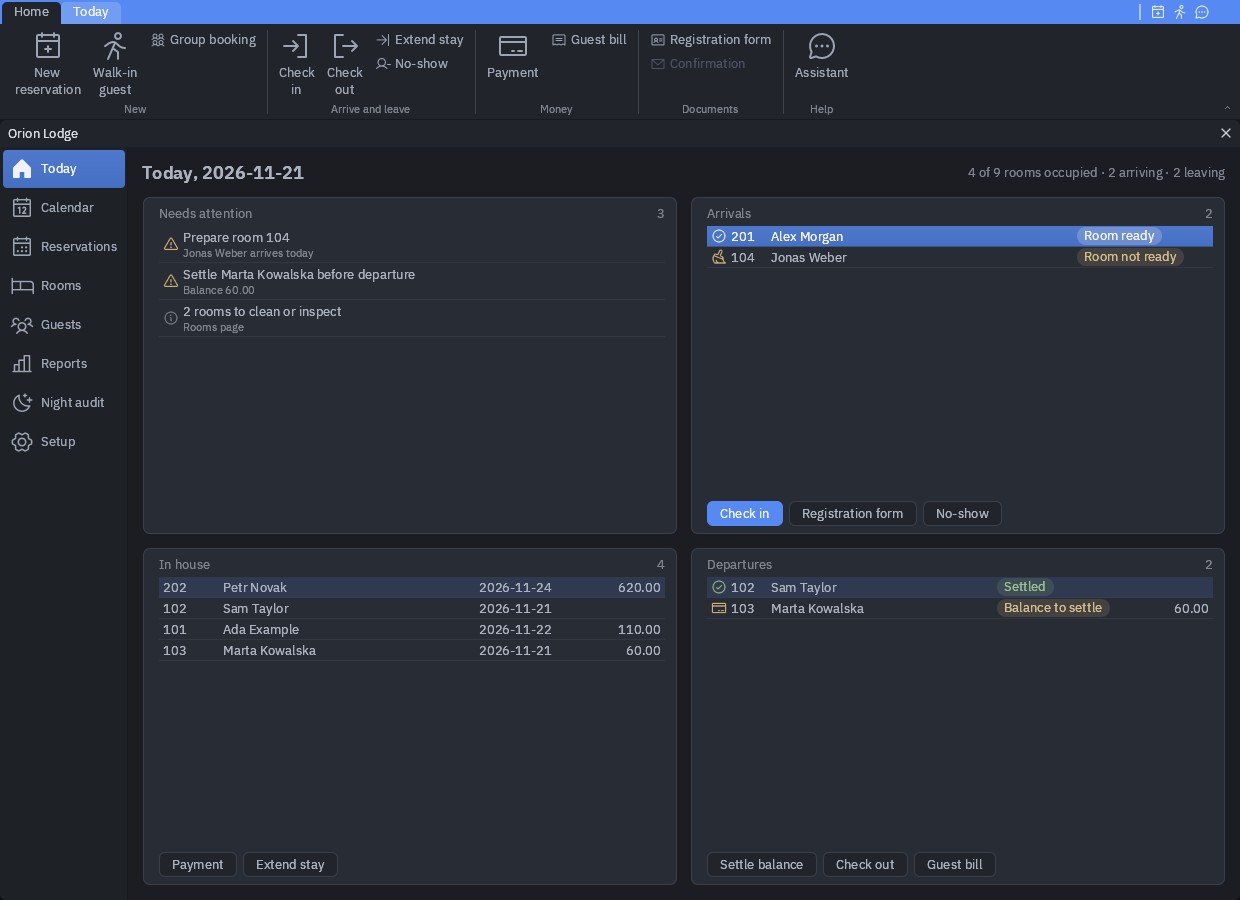 Home
Today
New reservation
Walk-in guest
Group booking
New
Check in
Check out
Extend stay
No-show
Arrive and leave
Payment
Guest bill
Money
Registration form
Confirmation
Documents
Assistant
Help
Orion Lodge
Today
Calendar
Reservations
Rooms
Guests
Reports
Night audit
Setup
Today, 2026-11-21
4 of 9 rooms occupied · 2 arriving · 2 leaving
Needs attention 3
Prepare room 104
Jonas Weber arrives today
Settle Marta Kowalska before departure
Balance 60.00
2 rooms to clean or inspect
Rooms page
Arrivals 2
201 Alex Morgan Room ready
104 Jonas Weber Room not ready
Check in
Registration form
No-show
In house 4
202 Petr Novak 2026-11-24 620.00
102 Sam Taylor 2026-11-21
101 Ada Example 2026-11-22 110.00
103 Marta Kowalska 2026-11-21 60.00
Payment
Extend stay
Departures 2
102 Sam Taylor Settled
103 Marta Kowalska Balance to settle 60.00
Settle balance
Check out
Guest bill